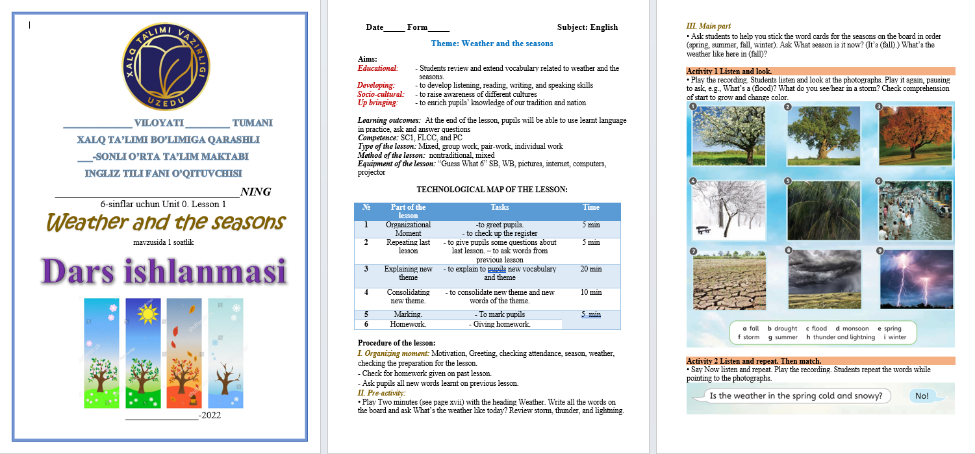 XALQ TALIMI VAZIRLIGI
UZEDU
_____________ VILOYATI ________ TUMANI
XALQ TA'LIMI BO'LIMIGA QARASHLI
___-SONLI O'RTA TA'LIM MAKTABI
INGLIZ TILI FANI O'QITUVCHISI
______________________________NING
6-sinflar uchun Unit 0. Lesson 1
Weather and the seasons
mavzusida 1 soatlik
Dars ishlanmasi
_______________-2022
Date_____ Form_____ Subject: English
Theme: Weather and the seasons
Aims:
Educational: - Students review and extend vocabulary related to weather and the
seasons.
Developing: - to develop listening, reading, writing, and speaking skills
Socio-cultural: - to raise awareness of different cultures
Up bringing: - to enrich pupils' knowledge of our tradition and nation
Learning outcomes: At the end of the lesson, pupils will be able to use learnt language
in practice, ask and answer questions
Competence: SC1, FLCC, and PC
Type of the lesson: Mixed, group work, pair-work, individual work
Method of the lesson: nontraditional, mixed
Equipment of the lesson: "Guess What 6" SB, WB, pictures, internet, computers,
projector
TECHNOLOGICAL MAP OF THE LESSON:
№ Part of the lesson Tasks Time
1 Organizational Moment -to greet pupils. - to check up the register 5 min
2 Repeating last lesson - to give pupils some questions about last lesson. – to ask words from previous lesson 5 min
3 Explaining new theme - to explain to pupils new vocabulary and theme 20 min
4 Consolidating new theme. - to consolidate new theme and new words of the theme. 10 min
5 Marking. - To mark pupils 5. min
6 Homework. - Giving homework.
Procedure of the lesson:
I. Organizing moment: Motivation, Greeting, checking attendance, season, weather,
checking the preparation for the lesson.
- Check for homework given on past lesson.
- Ask pupils all new words learnt on previous lesson.
II. Pre-activity:
• Play Two minutes (see page xvii) with the heading Weather. Write all the words on
the board and ask What's the weather like today? Review storm, thunder, and lightning.
III. Main part
• Ask students to help you stick the word cards for the seasons on the board in order
(spring, summer, fall, winter). Ask What season is it now? (It's (fall).) What's the
weather like here in (fall)?
Activity 1 Listen and look.
• Play the recording. Students listen and look at the photographs. Play it again, pausing
to ask, e.g., What's a (flood)? What do you see/hear in a storm? Check comprehension
of start to grow and change color.
1 2 3
4 5 6
7 8 9
a fall b drought c flood d monsoon e spring
f storm g summer h thunder and lightning i winter
Activity 2 Listen and repeat. Then match.
• Say Now listen and repeat. Play the recording. Students repeat the words while
pointing to the photographs.
Is the weather in the spring cold and snowy? No!